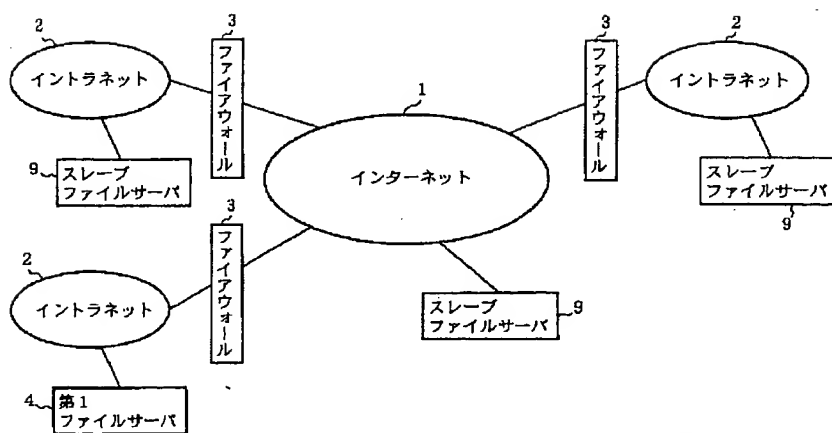 2
イントラネット
3
ファイアウォール
9
スレーブ
ファイルサーバ
1
インターネット
3
ファイアウォール
2
イントラネット
スレーブ
ファイルサーバ
9
2
イントラネット
3
ファイアウォール
4
第1
ファイルサーバ
スレーブ
ファイルサーバ
9